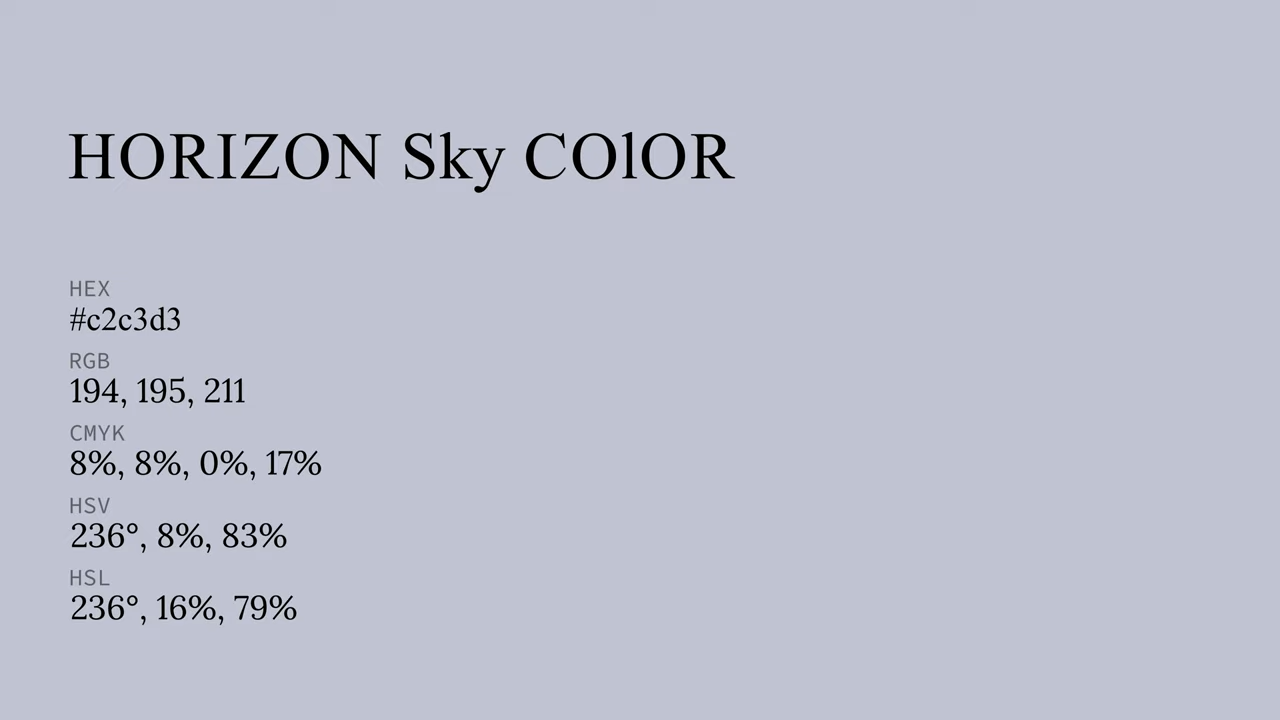 HORIZON Sky COlOR
HEX
#c2c3d3
RGB
194, 195, 211
CMYK
8%, 8%, 0%, 17%
HSV
236°, 8%, 83%
HSL
236°, 16%, 79%